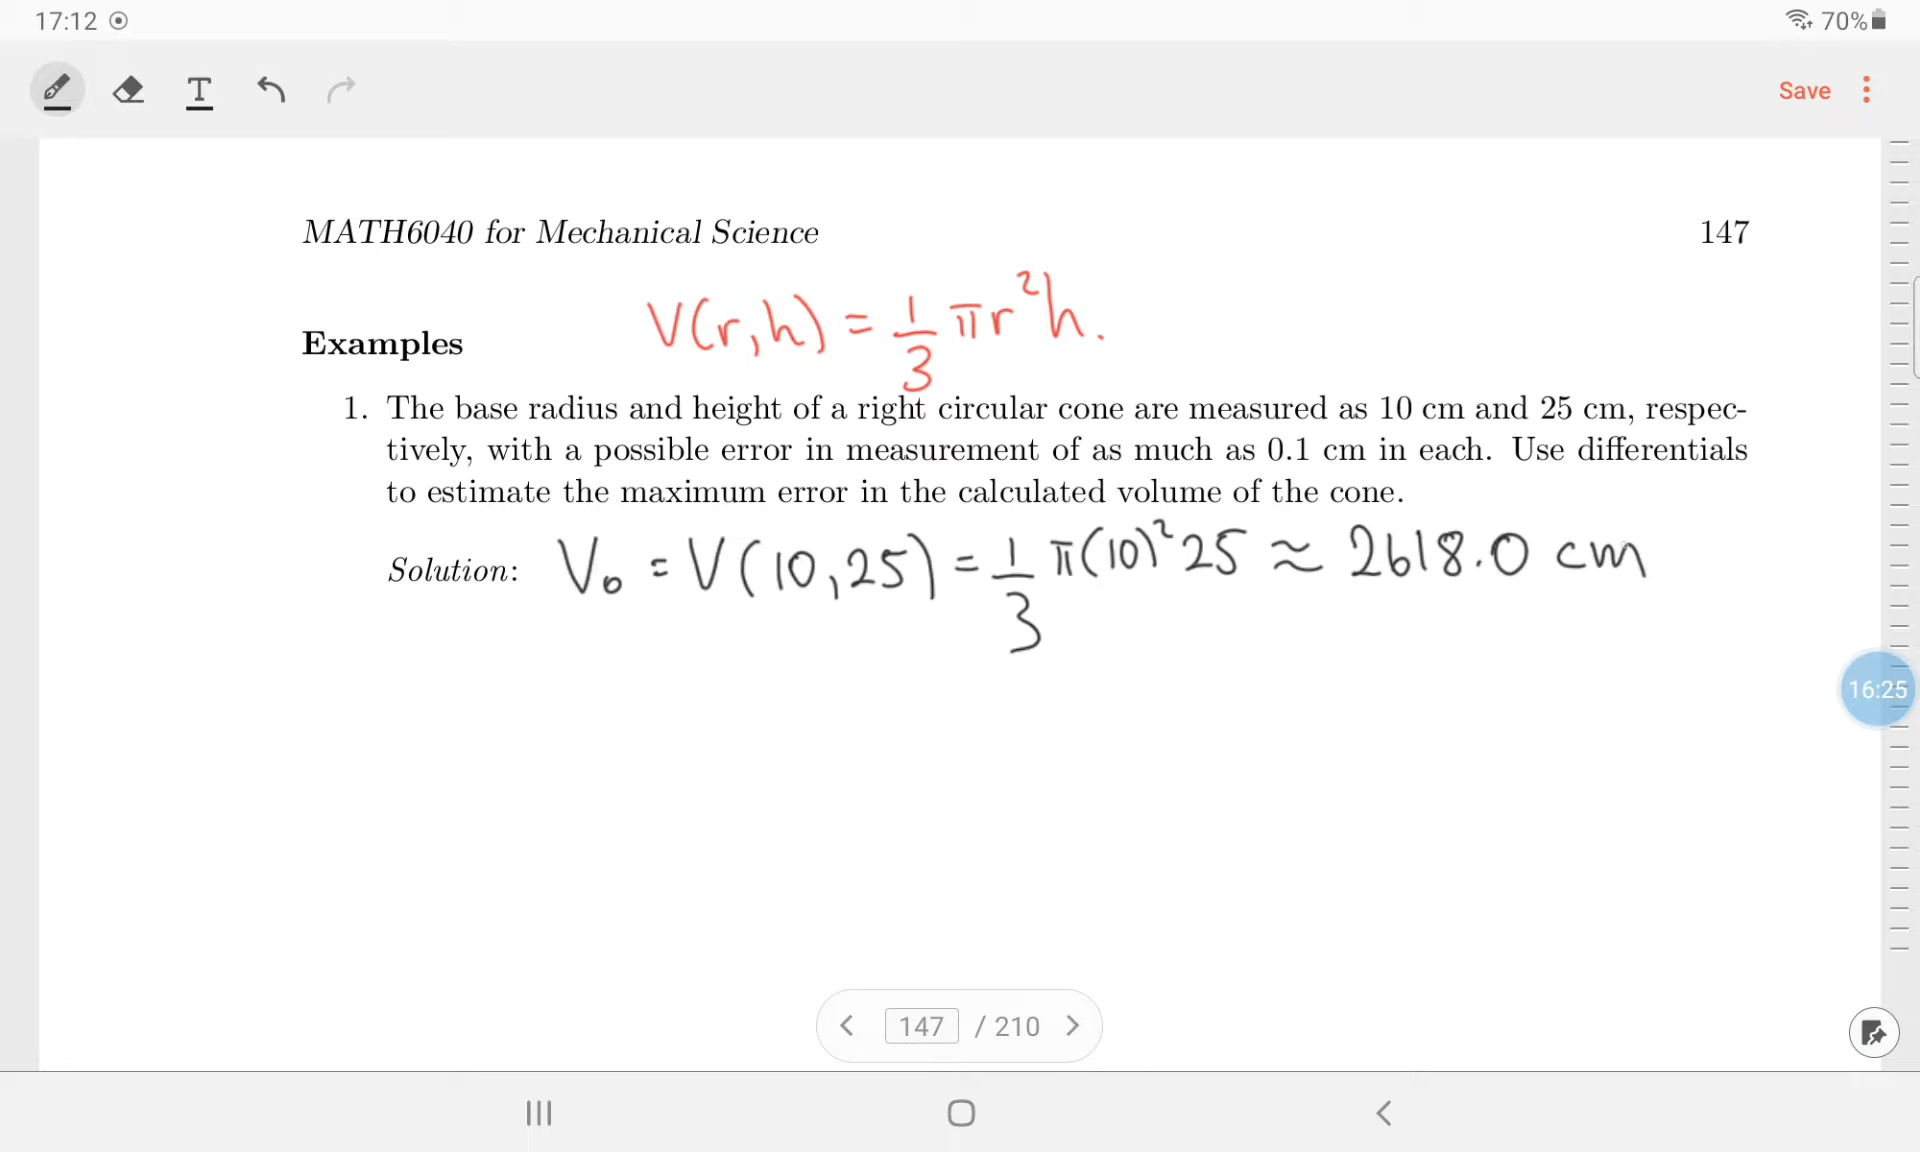 17:12 70%
T Save
MATH6040 for Mechanical Science 147
V(r,h) = 1/3 πr²h.
Examples
1. The base radius and height of a right circular cone are measured as 10 cm and 25 cm, respec-
tively, with a possible error in measurement of as much as 0.1 cm in each. Use differentials
to estimate the maximum error in the calculated volume of the cone.
Solution: V₀ = V(10,25) = 1/3 π(10)²25 ≈ 2618.0 cm
16:25
147 / 210